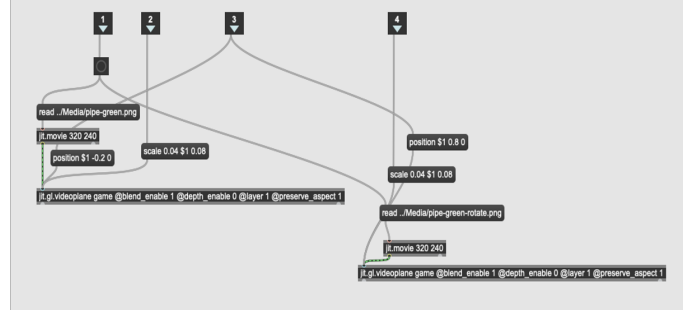 1
2
3
4
read ../Media/pipe-green.png
jit.movie 320 240
position $1 0.8 0
position $1 -0.2 0
scale 0.04 $1 0.08
scale 0.04 $1 0.08
jit.gl.videoplane game @blend_enable 1 @depth_enable 0 @layer 1 @preserve_aspect 1
read ../Media/pipe-green-rotate.png
jit.movie 320 240
jit.gl.videoplane game @blend_enable 1 @depth_enable 0 @layer 1 @preserve_aspect 1